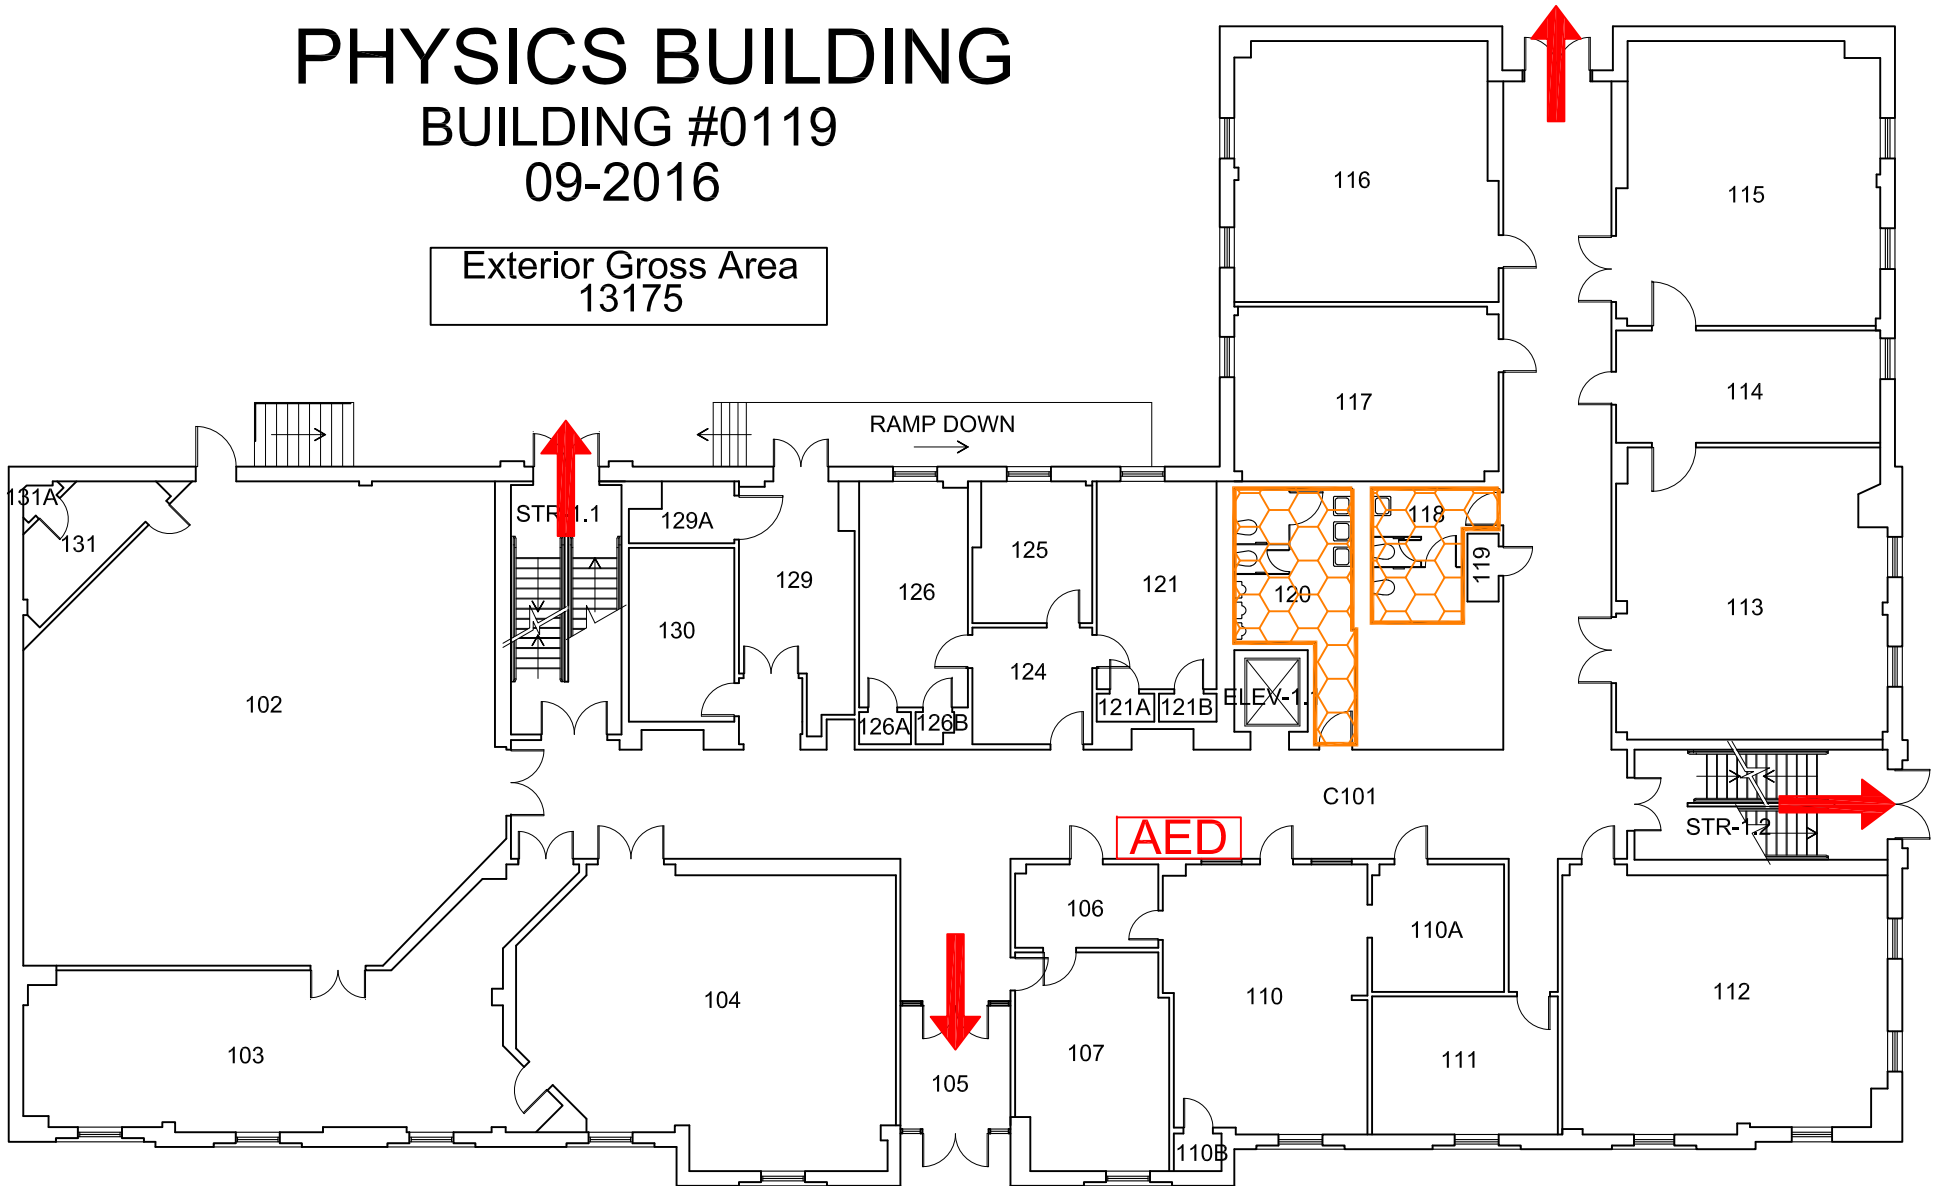 PHYSICS BUILDING
BUILDING #0119
09-2016
Exterior Gross Area
13175
116
115
117
114
RAMP DOWN
131A
131
STR-1.1
129A
129
130
126
125
121
124
126A
126B
121A
121B
120
118
119
ELEV-1.1
113
102
C101
STR-1.2
AED
106
110A
110
112
104
103
105
107
111
110B